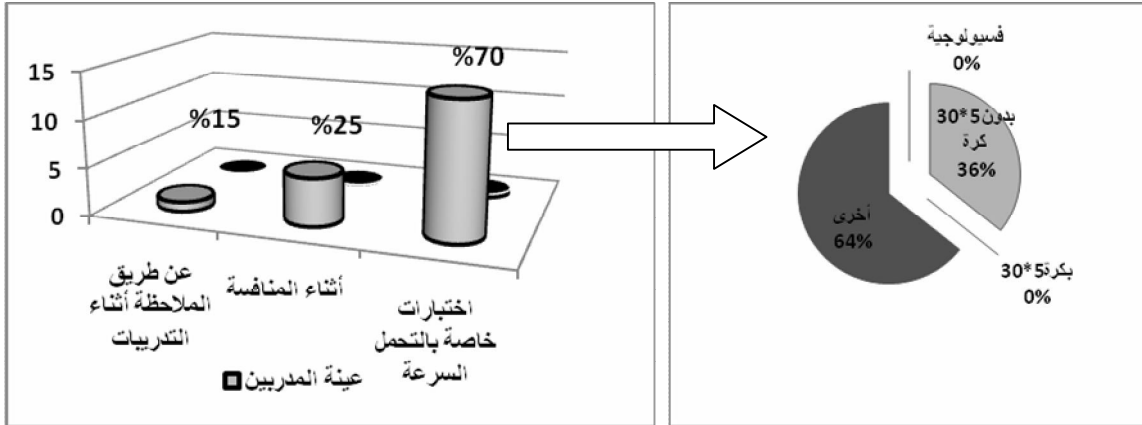 15
10
5
0
%15
%25
%70
عن طريق
الملاحظة أثناء
التدريبات
أثناء المنافسة
اختبارات
خاصة بالتحمل
السرعة
عينة المدربين
فسيولوجية
0%
بدون5*30
كرة
36%
بكرة5*30
0%
أخرى
64%